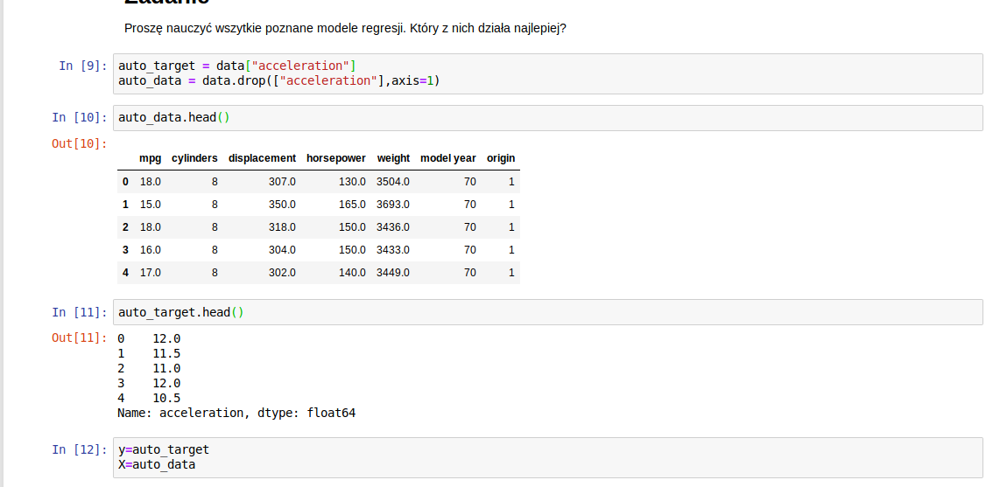 Zadanie
Proszę nauczyć wszytkie poznane modele regresji. Który z nich działa najlepiej?
In [9]: auto_target = data["acceleration"]
auto_data = data.drop(["acceleration"],axis=1)
In [10]: auto_data.head()
Out[10]:
mpg cylinders displacement horsepower weight model year origin
0 18.0 8 307.0 130.0 3504.0 70 1
1 15.0 8 350.0 165.0 3693.0 70 1
2 18.0 8 318.0 150.0 3436.0 70 1
3 16.0 8 304.0 150.0 3433.0 70 1
4 17.0 8 302.0 140.0 3449.0 70 1
In [11]: auto_target.head()
Out[11]: 0 12.0
1 11.5
2 11.0
3 12.0
4 10.5
Name: acceleration, dtype: float64
In [12]: y=auto_target
X=auto_data